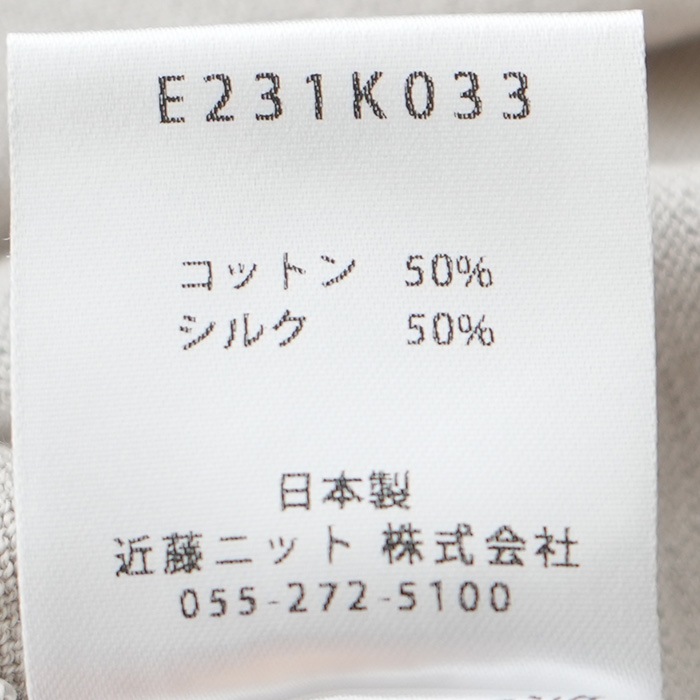 E231K033
コットン 50%
シルク 50%
日本製
近藤ニット 株式会社
055-272-5100